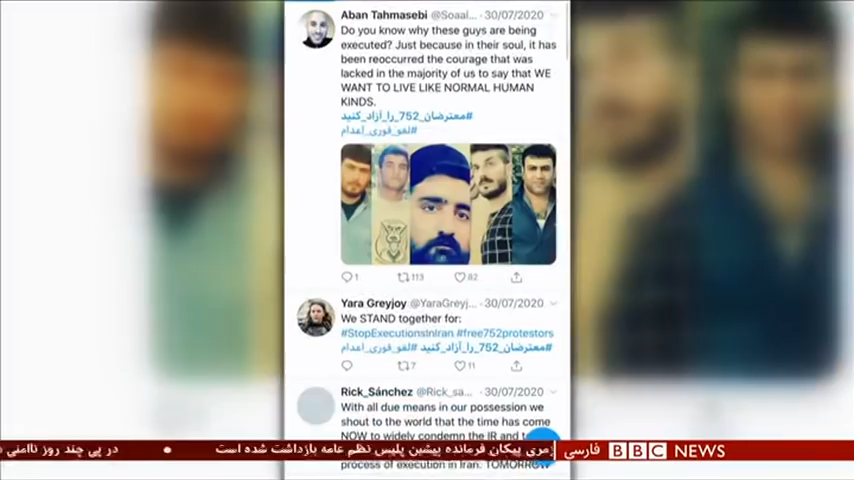 Aban Tahmasebi @Soaal... · 30/07/2020
Do you know why these guys are being
executed? Just because in their soul, it has
been reoccurred the courage that was
lacked in the majority of us to say that WE
WANT TO LIVE LIKE NORMAL HUMAN
KINDS.
#معترضان_752_را_آزاد_کنید
#لغو_فوری_اعدام
1 113 82
Yara Greyjoy @YaraGreyj... · 30/07/2020
We STAND together for:
#StopExecutionsInIran #free752protestors
#معترضان_752_را_آزاد_کنید #لغو_فوری_اعدام
7 11
Rick_Sánchez @Rick_sa... · 30/07/2020
With all due means in our possession we
shout to the world that the time has come
NOW to widely condemn the IR and
process of execution in Iran. TOMORROW
زمری پیکان فرمانده پیشین پلیس نظم عامه بازداشت شده است • در پی چند روز ناامنی
BBC NEWS فارسی